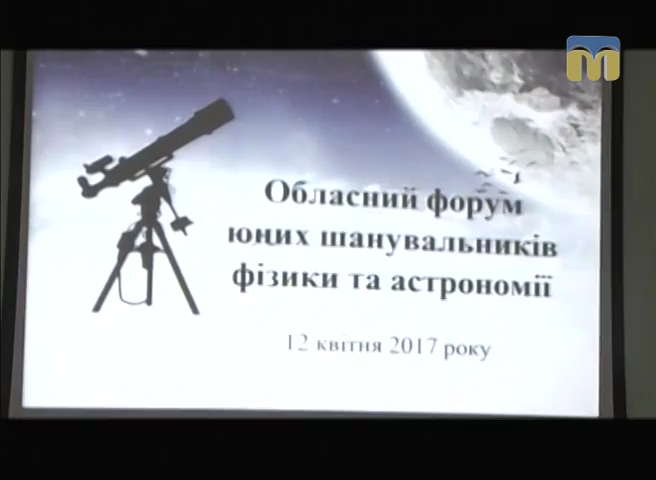 Обласний форум
юних шанувальників
фізики та астрономії
12 квітня 2017 року